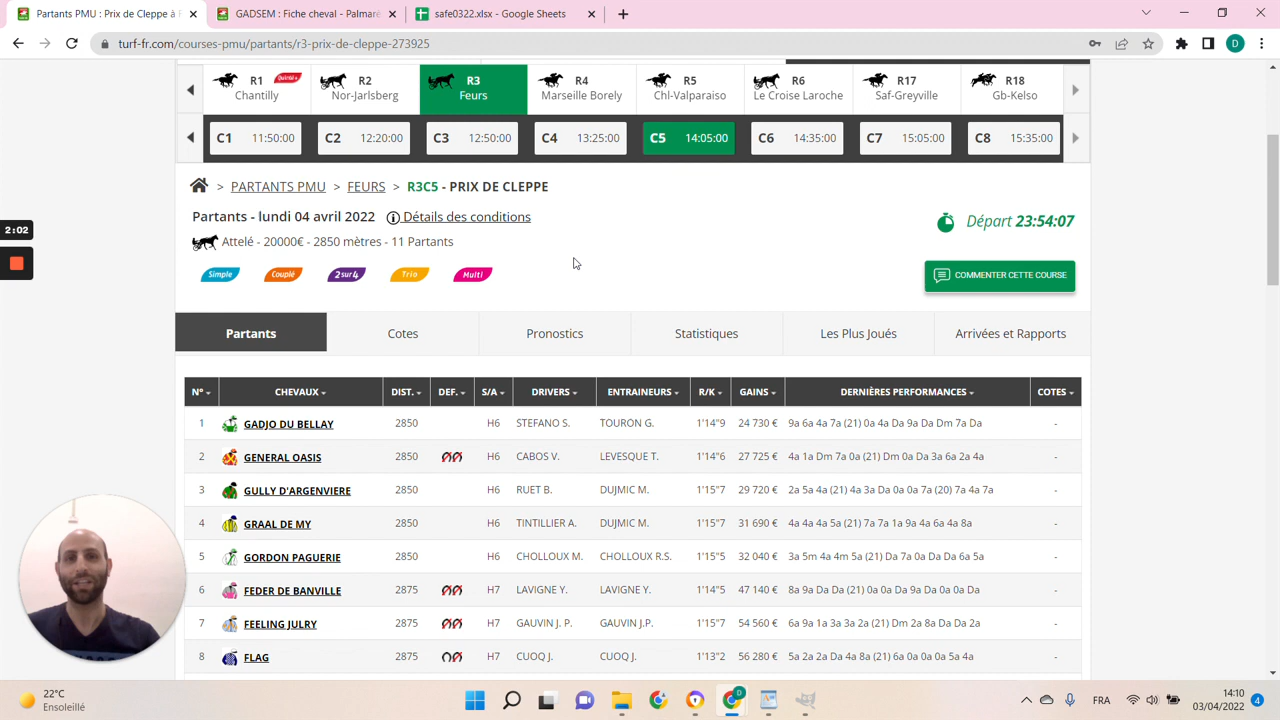 Partants PMU : Prix de Cleppe à F
GADSEM : Fiche cheval - Palmarè
safe0322.xlsx - Google Sheets
turf-fr.com/courses-pmu/partants/r3-prix-de-cleppe-273925
D
R1 Quinté+ R2 R3 R4 R5 R6 R17 R18
Chantilly Nor-Jarlsberg Feurs Marseille Borely Chl-Valparaiso Le Croise Laroche Saf-Greyville Gb-Kelso
C1 11:50:00 C2 12:20:00 C3 12:50:00 C4 13:25:00 C5 14:05:00 C6 14:35:00 C7 15:05:00 C8 15:35:00
> PARTANTS PMU > FEURS > R3C5 - PRIX DE CLEPPE
Partants - lundi 04 avril 2022 Détails des conditions
Départ 23:54:07
2:02
Attelé - 20000€ - 2850 mètres - 11 Partants
Simple Couplé 2sur4 Trio Multi
COMMENTER CETTE COURSE
Partants Cotes Pronostics Statistiques Les Plus Joués Arrivées et Rapports
N° CHEVAUX DIST. DEF. S/A DRIVERS ENTRAINEURS R/K GAINS DERNIÈRES PERFORMANCES COTES
1 GADJO DU BELLAY 2850 H6 STEFANO S. TOURON G. 1'14"9 24 730 € 9a 6a 4a 7a (21) 0a 4a Da 9a Da Dm 7a Da -
2 GENERAL OASIS 2850 H6 CABOS V. LEVESQUE T. 1'14"6 27 725 € 4a 1a Dm 7a 0a (21) Dm 0a Da 3a 6a 2a 4a -
3 GULLY D'ARGENVIERE 2850 H6 RUET B. DUJMIC M. 1'15"7 29 720 € 2a 5a 4a (21) 4a 3a Da 0a 0a 7a (20) 7a 4a 7a -
4 GRAAL DE MY 2850 H6 TINTILLIER A. DUJMIC M. 1'15"7 31 690 € 4a 4a 4a 5a (21) 7a 7a 1a 9a 4a 6a 4a 8a -
5 GORDON PAGUERIE 2850 H6 CHOLLOUX M. CHOLLOUX R.S. 1'15"5 32 040 € 3a 5m 4a 4m 5a (21) Da 7a 0a Da Da 6a 5a -
6 FEDER DE BANVILLE 2875 H7 LAVIGNE Y. LAVIGNE Y. 1'14"5 47 140 € 8a 9a Da Da (21) 0a 0a Da 9a Da 0a 0a Da -
7 FEELING JULRY 2875 H7 GAUVIN J. P. GAUVIN J.P. 1'15"7 54 560 € 6a 9a 1a 3a 3a 2a (21) Dm 2a 8a Da Da 2a -
8 FLAG 2875 H7 CUOQ J. CUOQ J. 1'13"2 56 280 € 5a 2a 2a Da 4a 8a (21) 6a 0a 0a 0a 5a 4a -
22°C
Ensoleillé
FRA
14:10
03/04/2022
4